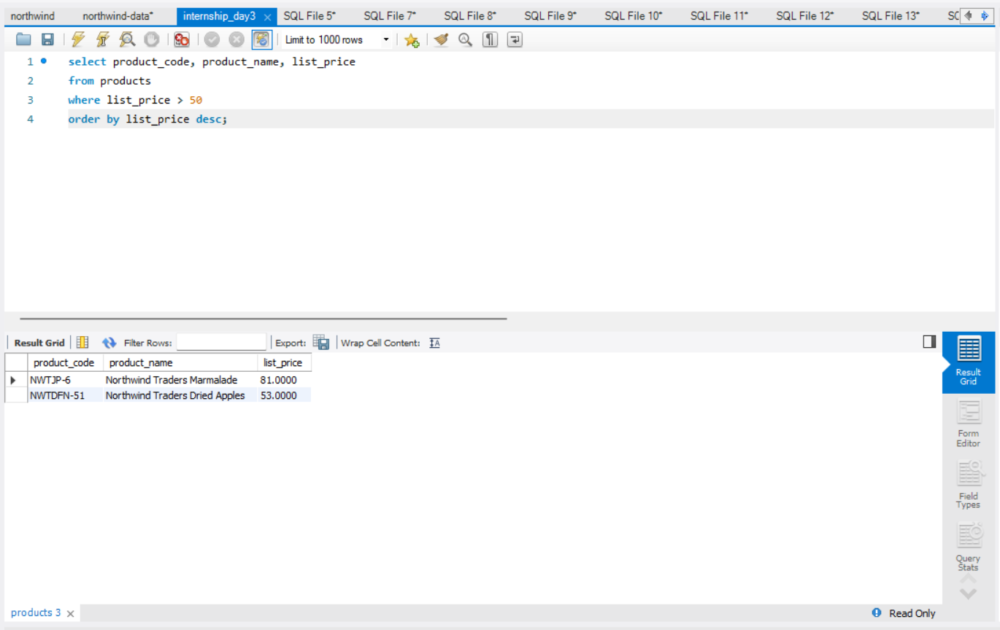 northwind northwind-data* internship_day3 SQL File 5* SQL File 7* SQL File 8* SQL File 9* SQL File 10* SQL File 11* SQL File 12* SQL File 13* SC
Limit to 1000 rows
1 select product_code, product_name, list_price
2 from products
3 where list_price > 50
4 order by list_price desc;
Result Grid Filter Rows: Export: Wrap Cell Content:
product_code product_name list_price
NWTJP-6 Northwind Traders Marmalade 81.0000
NWTDFN-51 Northwind Traders Dried Apples 53.0000
Result
Grid
Form
Editor
Field
Types
Query
Stats
products 3 Read Only